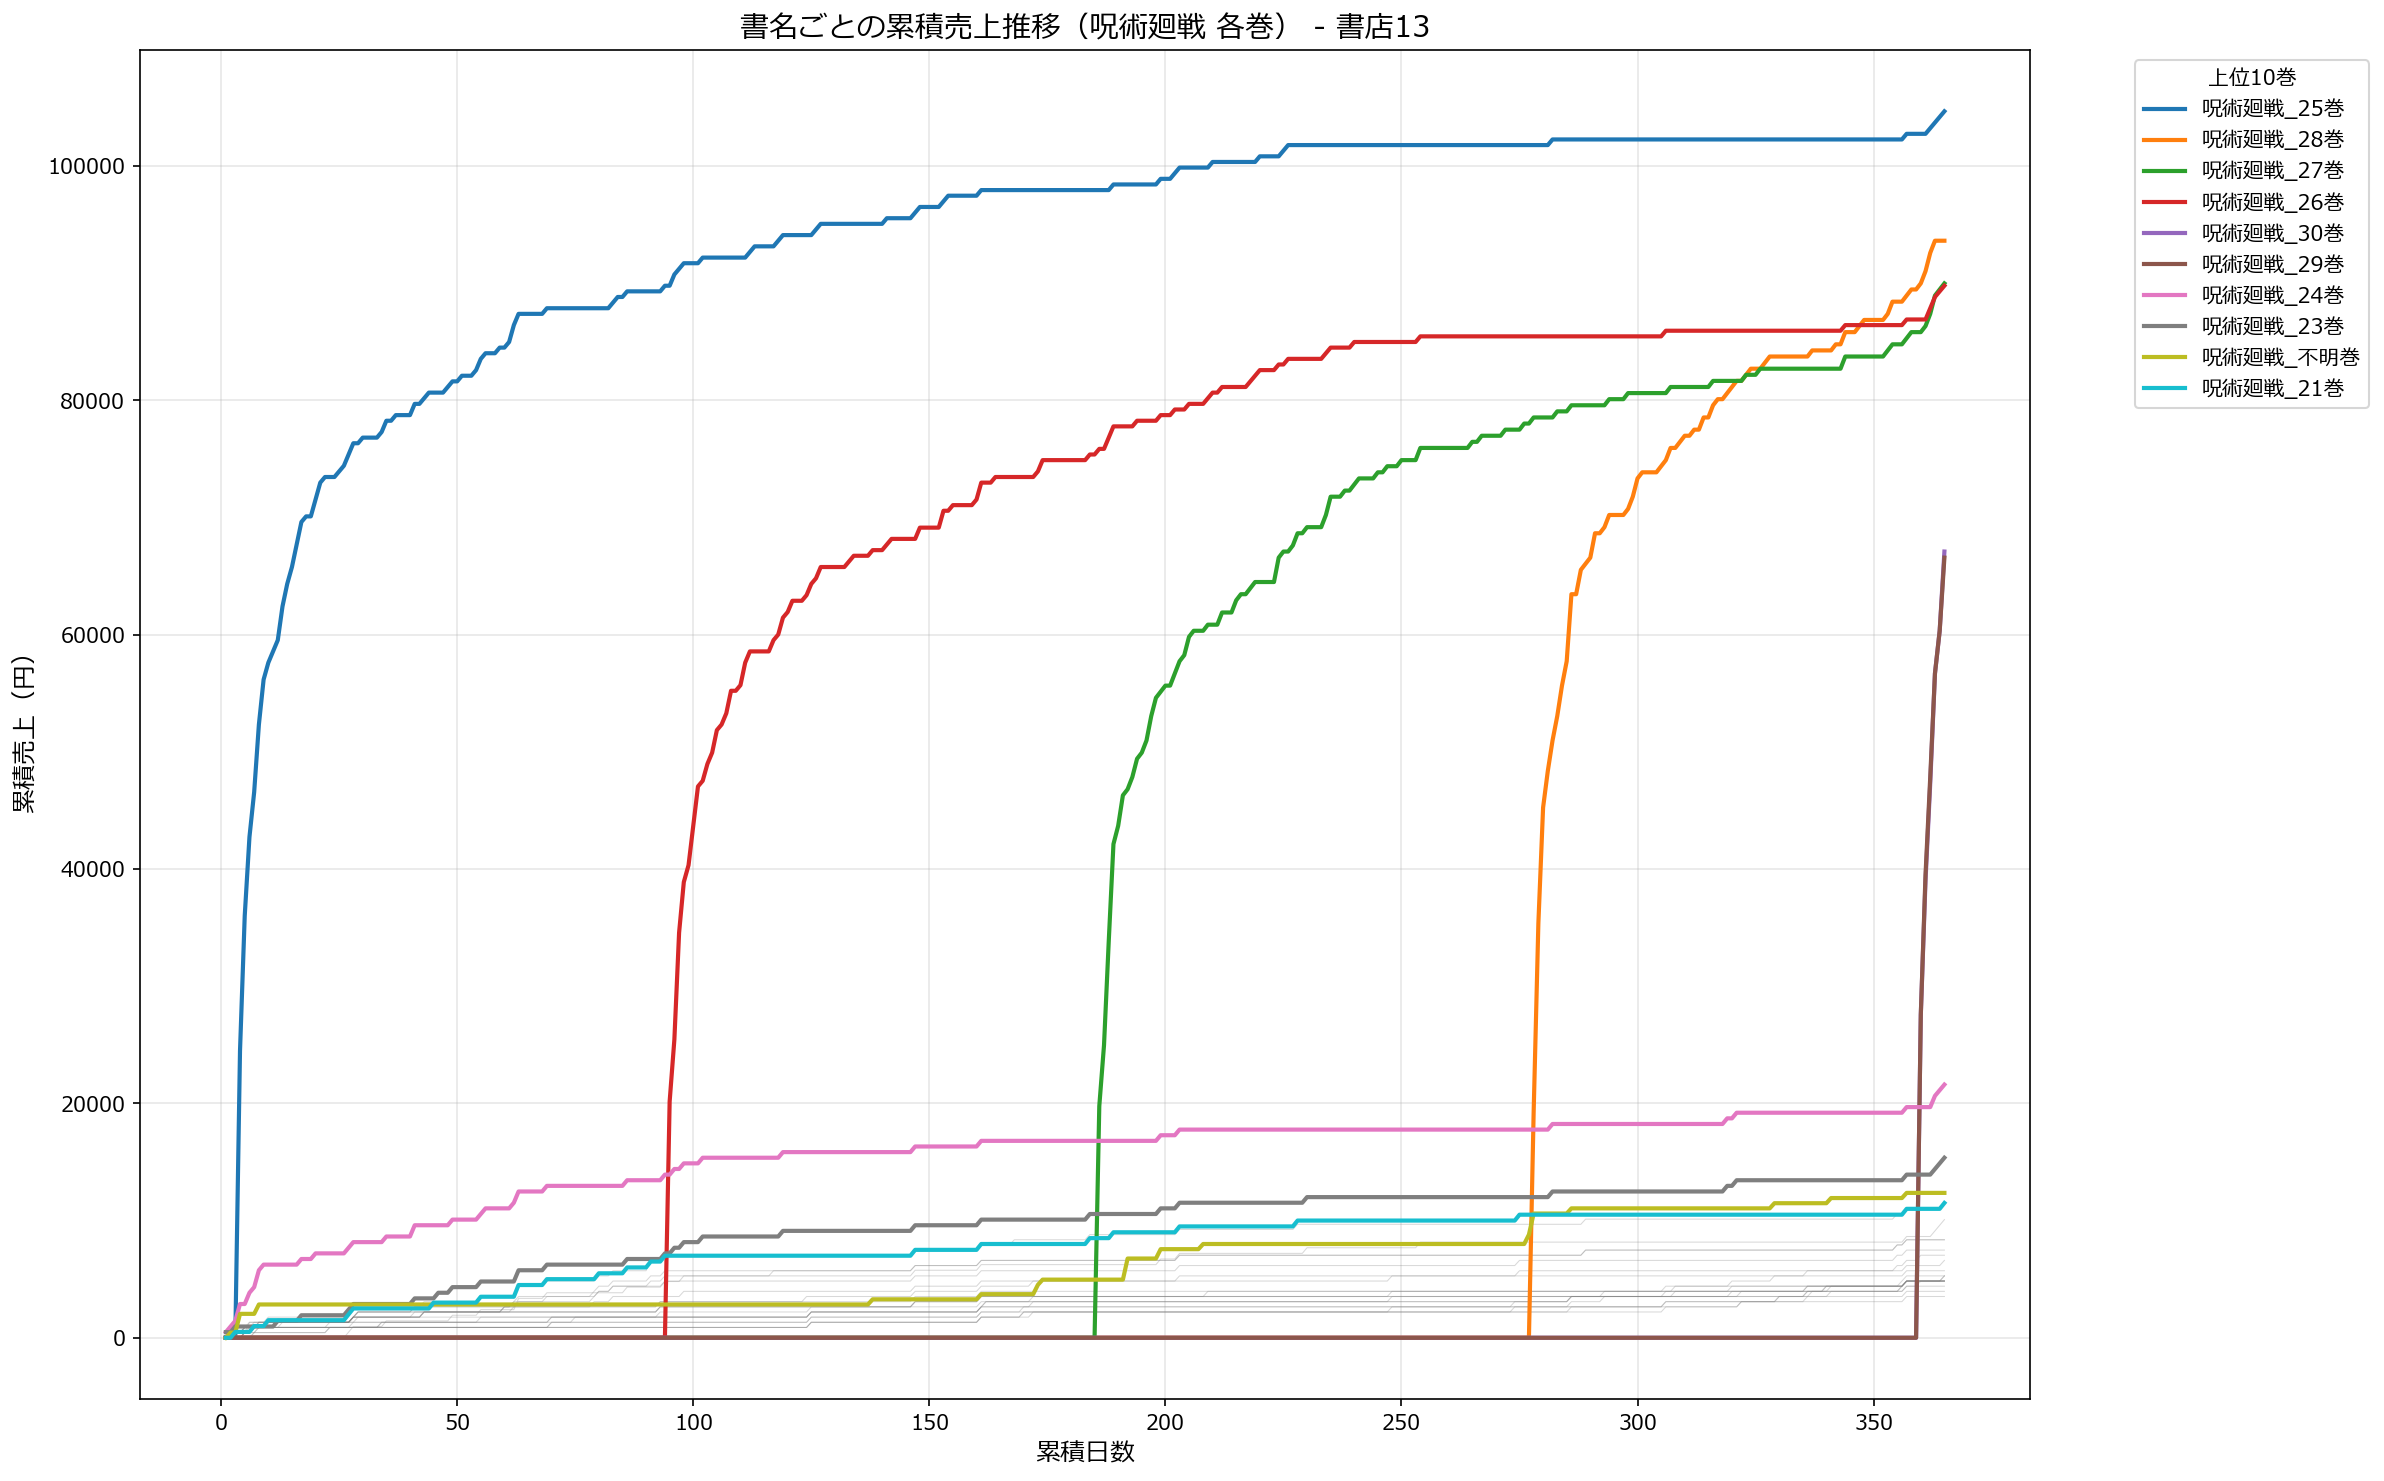 書名ごとの累積売上推移（呪術廻戦 各巻） - 書店13
累積売上（円）
100000
80000
60000
40000
20000
0
0 50 100 150 200 250 300 350
累積日数
上位10巻
呪術廻戦_25巻
呪術廻戦_28巻
呪術廻戦_27巻
呪術廻戦_26巻
呪術廻戦_30巻
呪術廻戦_29巻
呪術廻戦_24巻
呪術廻戦_23巻
呪術廻戦_不明巻
呪術廻戦_21巻